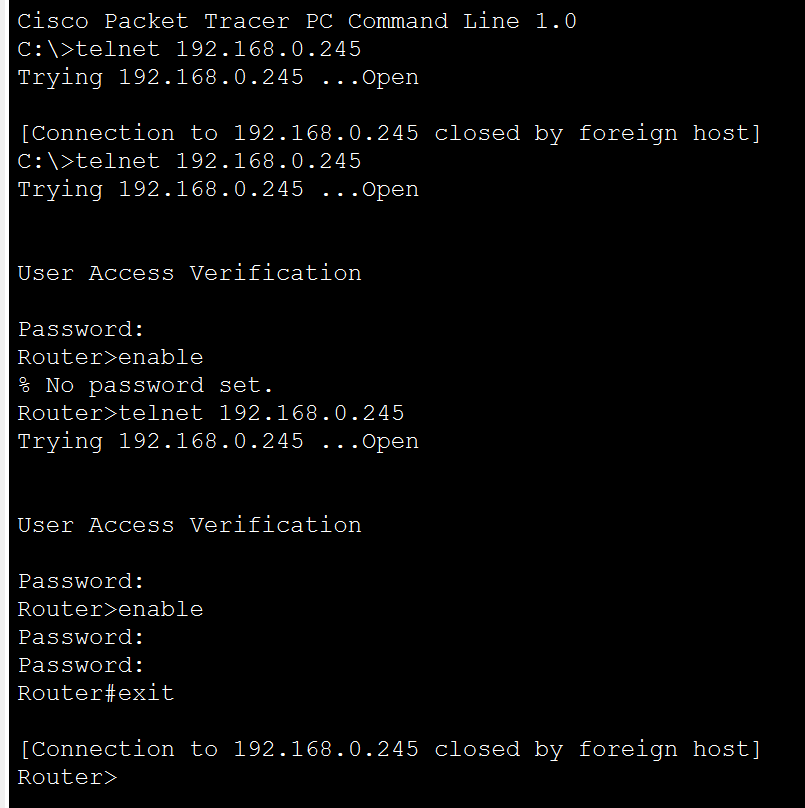 Cisco Packet Tracer PC Command Line 1.0
C:\>telnet 192.168.0.245
Trying 192.168.0.245 ...Open
[Connection to 192.168.0.245 closed by foreign host]
C:\>telnet 192.168.0.245
Trying 192.168.0.245 ...Open
User Access Verification
Password:
Router>enable
% No password set.
Router>telnet 192.168.0.245
Trying 192.168.0.245 ...Open
User Access Verification
Password:
Router>enable
Password:
Password:
Router#exit
[Connection to 192.168.0.245 closed by foreign host]
Router>